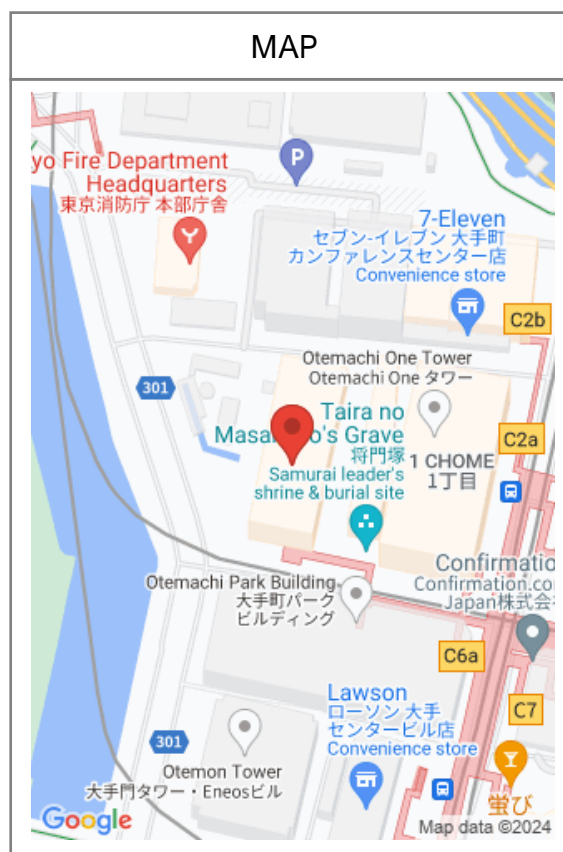 MAP
yo Fire Department
Headquarters
東京消防庁 本部庁舎
P
7-Eleven
セブン-イレブン 大手町
カンファレンスセンター店
Convenience store
C2b
Otemachi One Tower
Otemachi One タワー
301
Taira no
Masa o's Grave
将門塚
Samurai leader's
shrine & burial site
C2a
1 CHOME
1丁目
Confirmatio
Confirmation.co
Japan株式会
Otemachi Park Building
大手町パーク
ビルディング
C6a
C7
Lawson
ローソン 大手
センタービル店
Convenience store
301
Otemon Tower
大手門タワー・Eneosビル
蛍び
Google
Map data ©2024